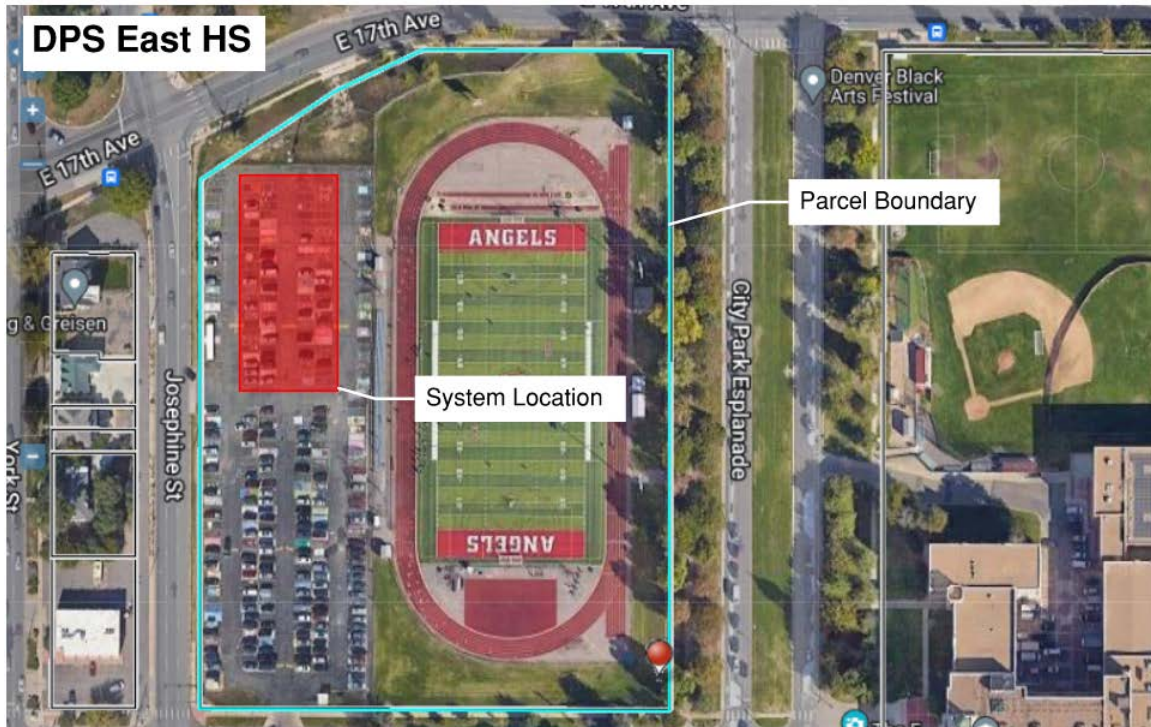 DPS East HS
E 17th Ave
E 17th Ave
Denver Black
Arts Festival
Parcel Boundary
ANGELS
g & Greisen
System Location
Josephine St
City Park Esplanade
York St
ANGELS